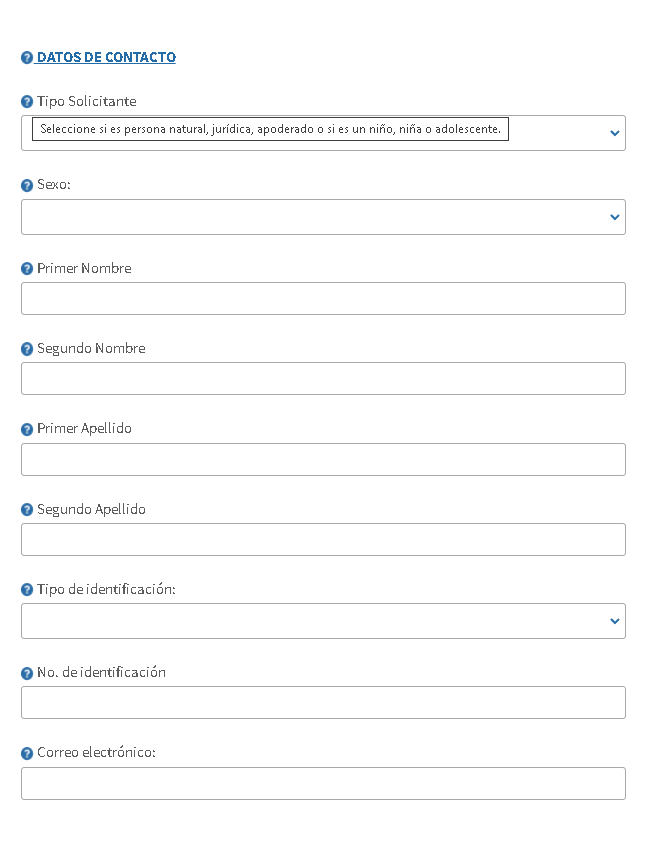 DATOS DE CONTACTO
Tipo Solicitante
Seleccione si es persona natural, jurídica, apoderado o si es un niño, niña o adolescente.
Sexo:
Primer Nombre
Segundo Nombre
Primer Apellido
Segundo Apellido
Tipo de identificación:
No. de identificación
Correo electrónico: